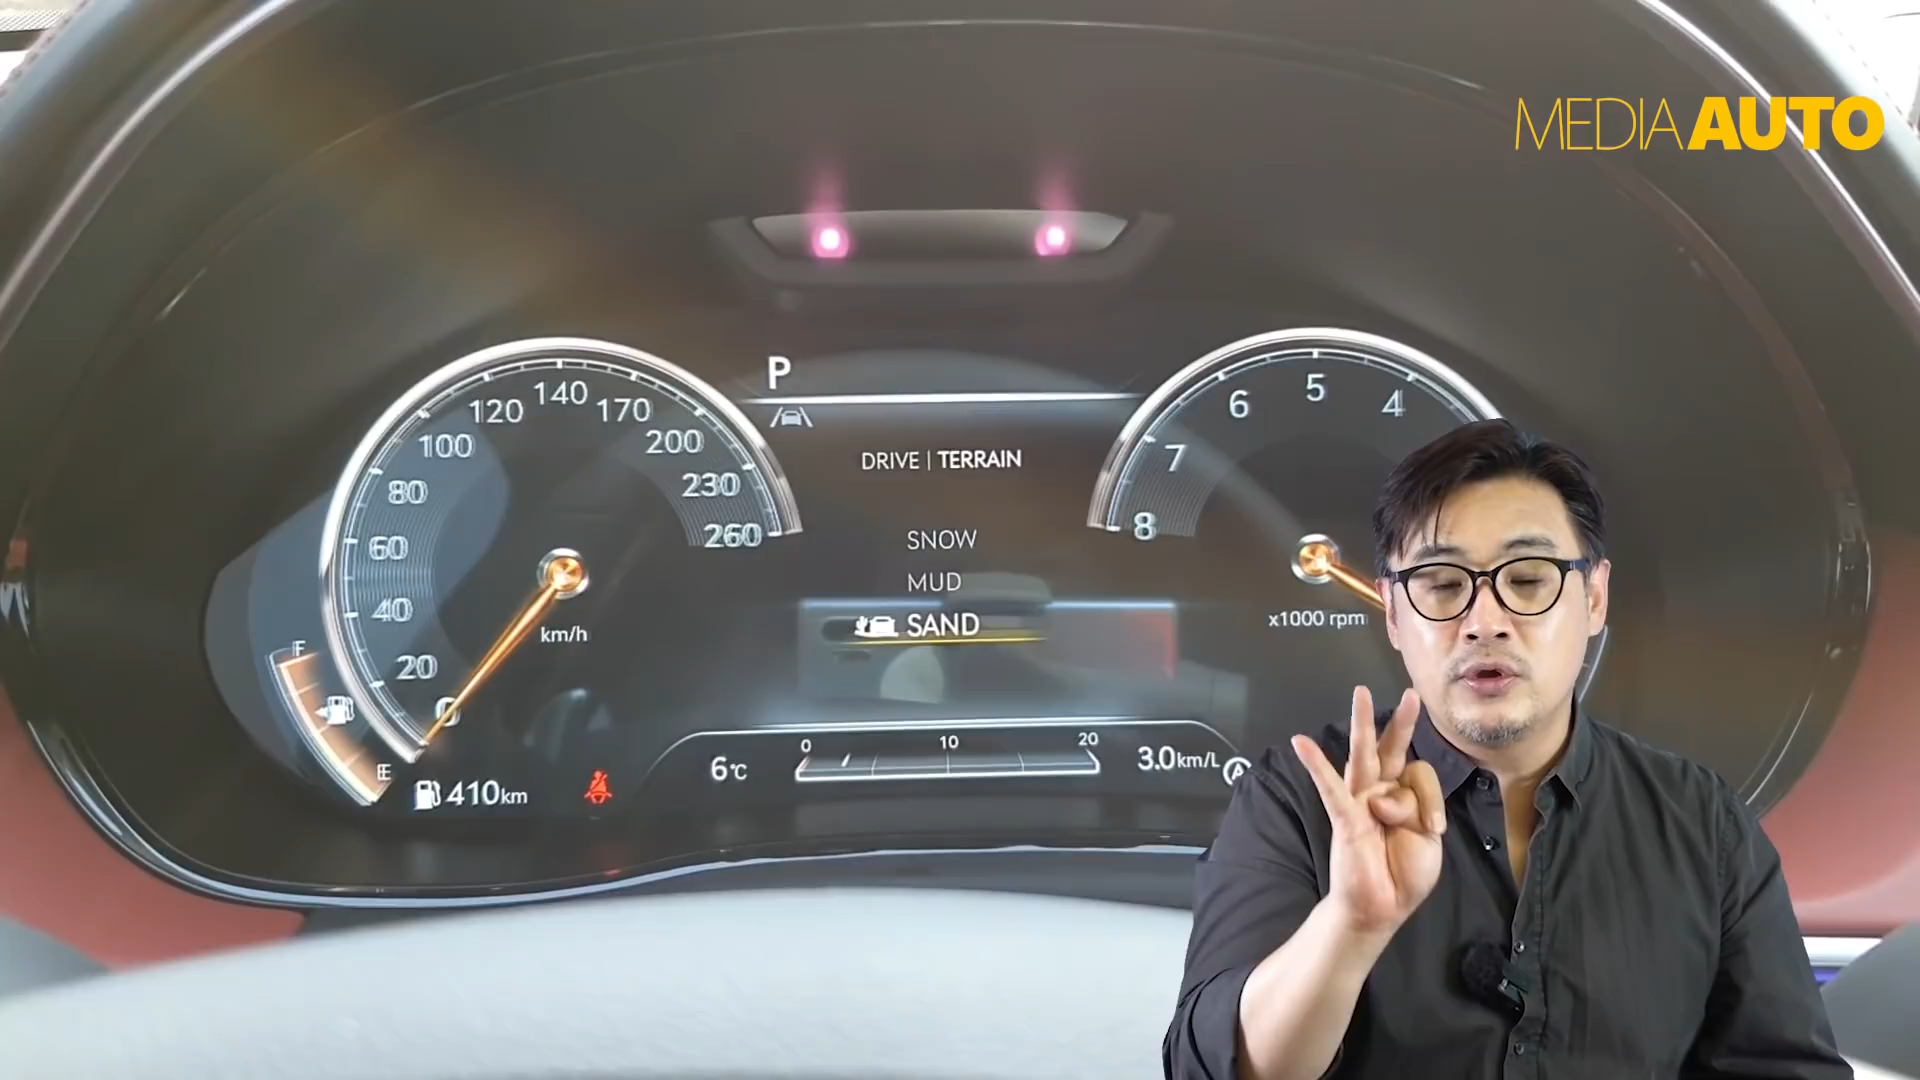 MEDIAAUTO
P
DRIVE | TERRAIN
SNOW
MUD
SAND
0
20
40
60
80
100
120
140
170
200
230
260
km/h
8
7
6
5
4
x1000 rpm
F
E
410km
6°C
0 10 20
3.0km/L
A